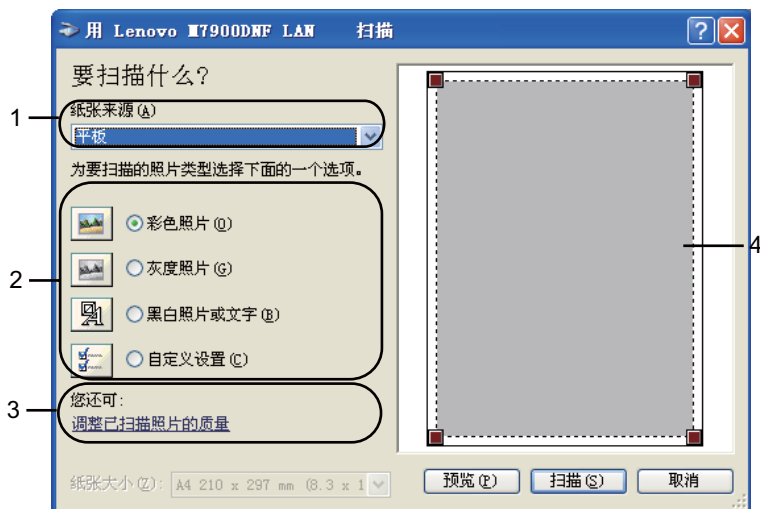 用 Lenovo M7900DNF LAN 扫描
要扫描什么?
纸张来源(A)
平板
为要扫描的照片类型选择下面的一个选项。
彩色照片(O)
灰度照片(G)
黑白照片或文字(B)
自定义设置(C)
您还可:
调整已扫描照片的质量
纸张大小(Z): A4 210 x 297 mm (8.3 x 1
预览(P) 扫描(S) 取消
1
2
3
4